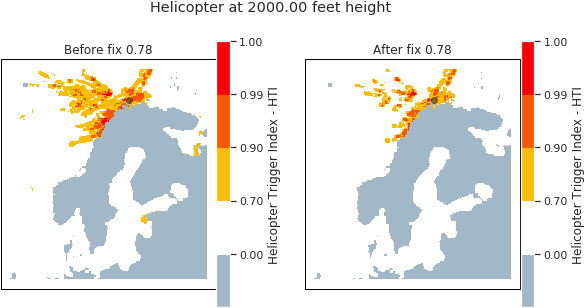 Helicopter at 2000.00 feet height
Before fix 0.78
1.00
0.99
0.90
0.70
0.00
Helicopter Trigger Index - HTI
After fix 0.78
1.00
0.99
0.90
0.70
0.00
Helicopter Trigger Index - HTI